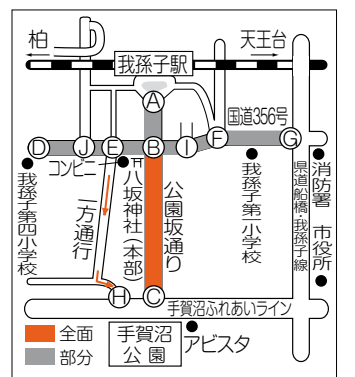 柏
天王台
我孫子駅
A
国道356号
D
J
E
B
I
F
G
コンビニ
我孫子第四小学校
一方通行
八坂神社（本部）
公園坂通り
我孫子第一小学校
県道船橋・我孫子線
消防署
市役所
H
C
手賀沼ふれあいライン
全面
部分
手賀沼
公園
アビスタ